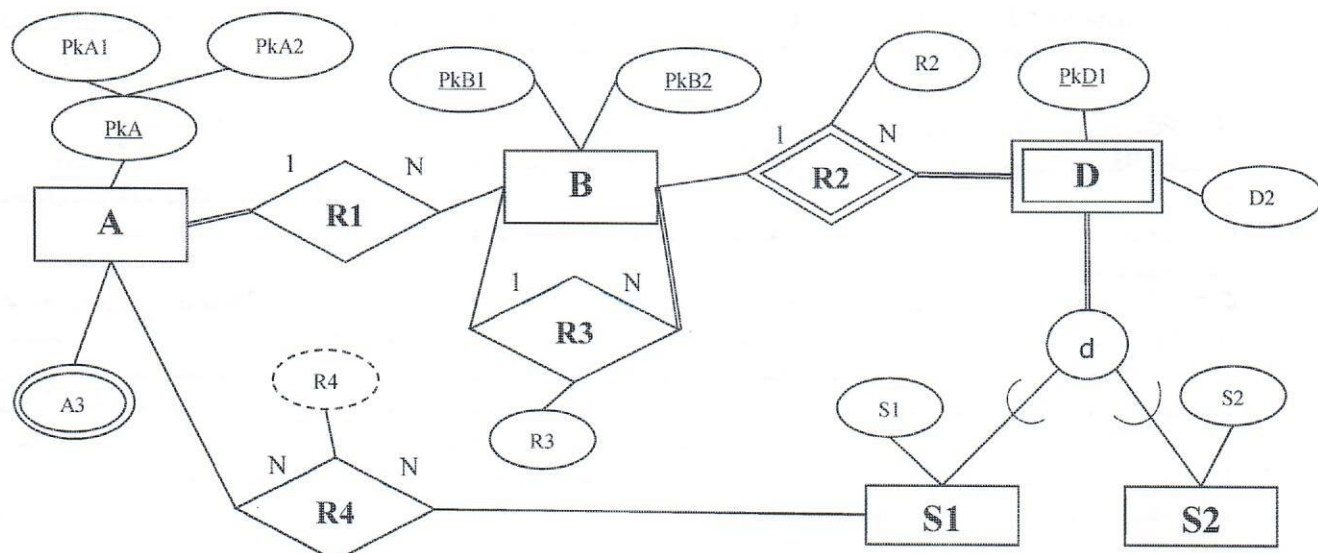 PkA1
PkA2
PkA
PkB1
PkB2
R2
PkD1
1
N
1
N
A
R1
B
R2
D
D2
1
N
R3
d
A3
R4
R3
S1
S2
N
N
R4
S1
S2